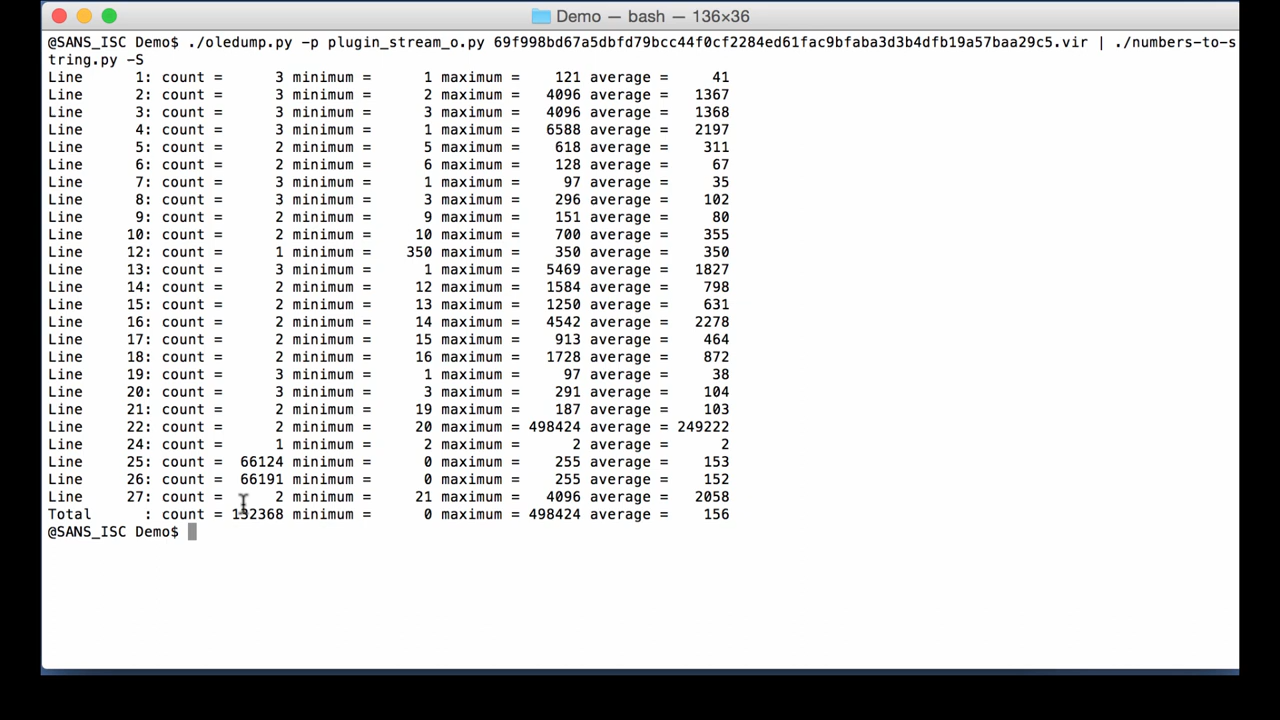 Demo — bash — 136×36
@SANS_ISC Demo$ ./oledump.py -p plugin_stream_o.py 69f998bd67a5dbfd79bcc44f0cf2284ed61fac9bfaba3d3b4dfb19a57baa29c5.vir | ./numbers-to-s
tring.py -S
Line 1: count = 3 minimum = 1 maximum = 121 average = 41
Line 2: count = 3 minimum = 2 maximum = 4096 average = 1367
Line 3: count = 3 minimum = 3 maximum = 4096 average = 1368
Line 4: count = 3 minimum = 1 maximum = 6588 average = 2197
Line 5: count = 2 minimum = 5 maximum = 618 average = 311
Line 6: count = 2 minimum = 6 maximum = 128 average = 67
Line 7: count = 3 minimum = 1 maximum = 97 average = 35
Line 8: count = 3 minimum = 3 maximum = 296 average = 102
Line 9: count = 2 minimum = 9 maximum = 151 average = 80
Line 10: count = 2 minimum = 10 maximum = 700 average = 355
Line 12: count = 1 minimum = 350 maximum = 350 average = 350
Line 13: count = 3 minimum = 1 maximum = 5469 average = 1827
Line 14: count = 2 minimum = 12 maximum = 1584 average = 798
Line 15: count = 2 minimum = 13 maximum = 1250 average = 631
Line 16: count = 2 minimum = 14 maximum = 4542 average = 2278
Line 17: count = 2 minimum = 15 maximum = 913 average = 464
Line 18: count = 2 minimum = 16 maximum = 1728 average = 872
Line 19: count = 3 minimum = 1 maximum = 97 average = 38
Line 20: count = 3 minimum = 3 maximum = 291 average = 104
Line 21: count = 2 minimum = 19 maximum = 187 average = 103
Line 22: count = 2 minimum = 20 maximum = 498424 average = 249222
Line 24: count = 1 minimum = 2 maximum = 2 average = 2
Line 25: count = 66124 minimum = 0 maximum = 255 average = 153
Line 26: count = 66191 minimum = 0 maximum = 255 average = 152
Line 27: count = 2 minimum = 21 maximum = 4096 average = 2058
Total : count = 132368 minimum = 0 maximum = 498424 average = 156
@SANS_ISC Demo$